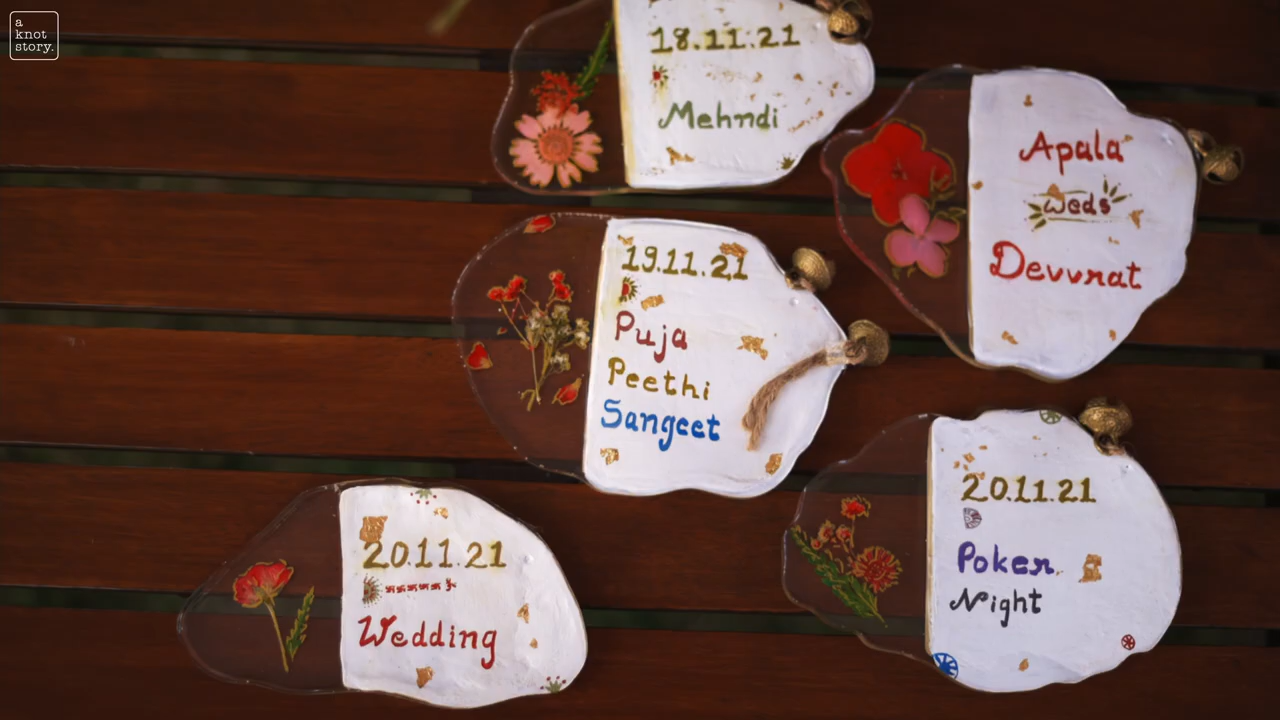 a
knot
story.
18.11.21
Mehndi
Apala
weds
Devvrat
19.11.21
Puja
Peethi
Sangeet
20.11.21
Poker
Night
20.11.21
Wedding